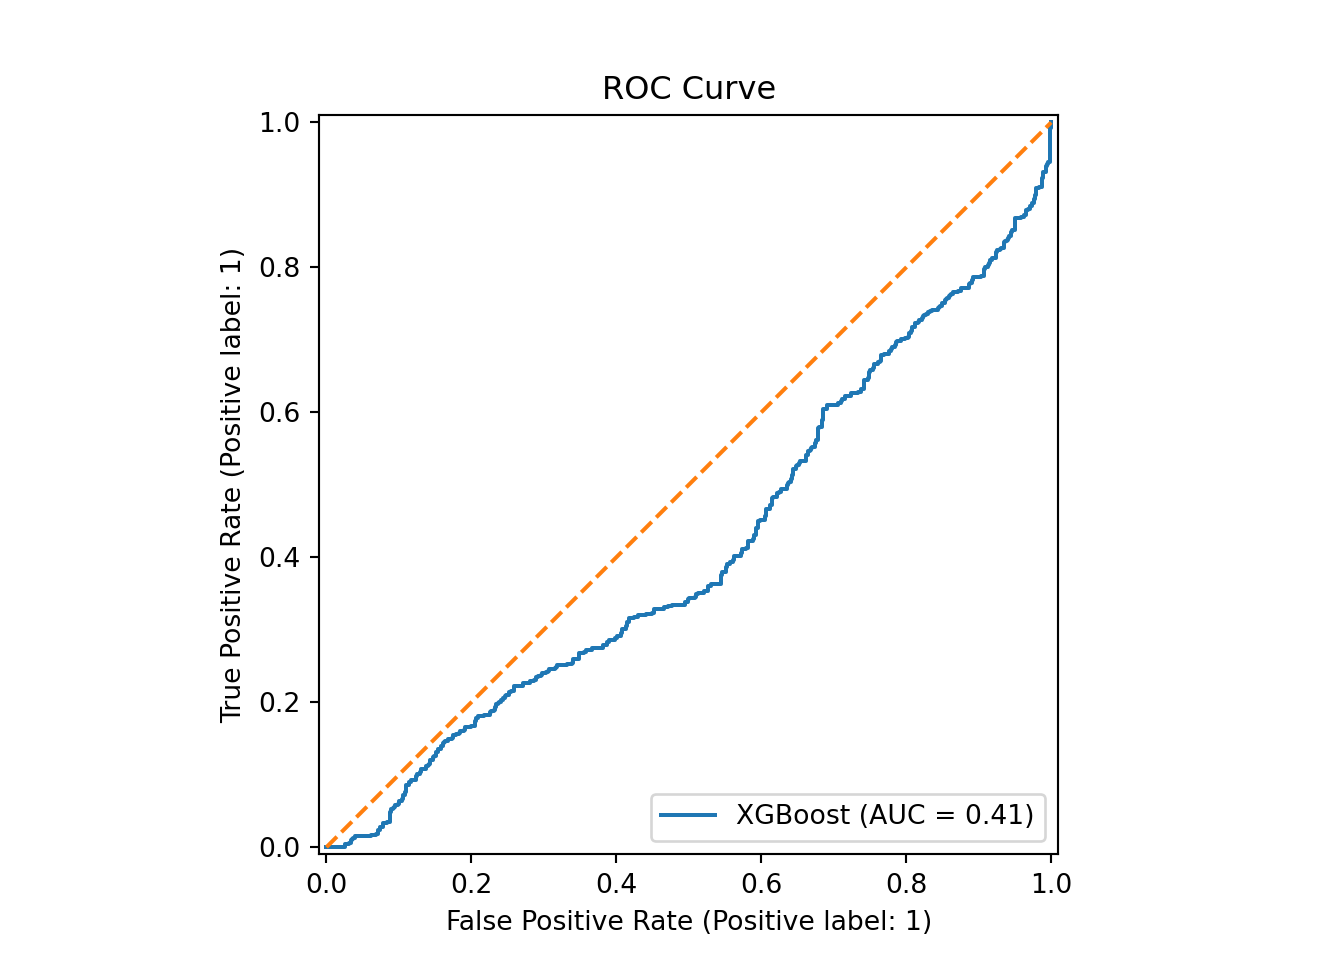 ROC Curve
True Positive Rate (Positive label: 1)
1.0
0.8
0.6
0.4
0.2
0.0
XGBoost (AUC = 0.41)
0.0 0.2 0.4 0.6 0.8 1.0
False Positive Rate (Positive label: 1)